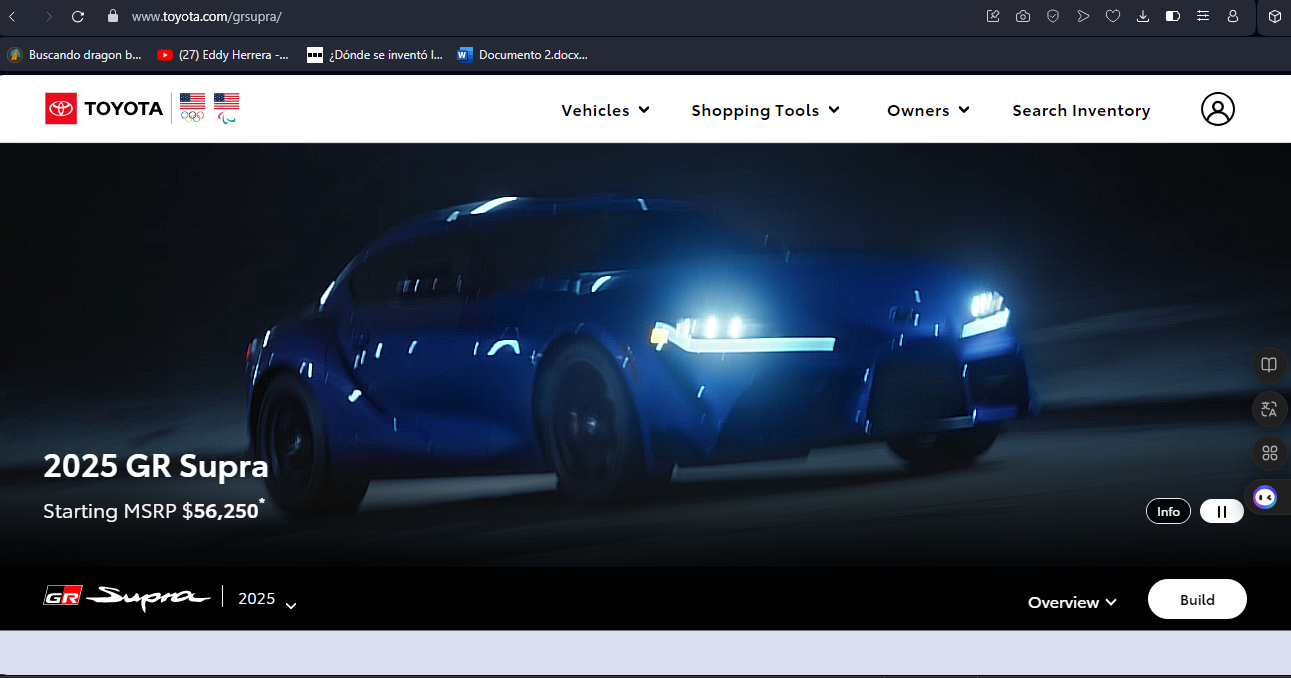 www.toyota.com/grsupra/
Buscando dragon b... (27) Eddy Herrera -... ¿Dónde se inventó l... W Documento 2.docx...
TOYOTA Vehicles Shopping Tools Owners Search Inventory
2025 GR Supra
Starting MSRP $56,250*
Info
GR Supra 2025 Overview Build